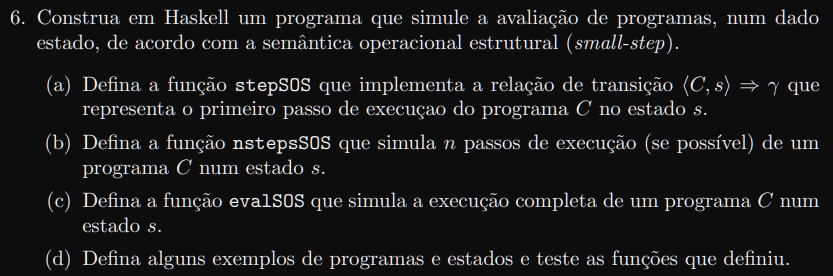 6. Construa em Haskell um programa que simule a avaliação de programas, num dado
estado, de acordo com a semântica operacional estrutural (small-step).
(a) Defina a função stepSOS que implementa a relação de transição ⟨C, s⟩ ⇒ γ que
representa o primeiro passo de execuçao do programa C no estado s.
(b) Defina a função nstepsSOS que simula n passos de execução (se possível) de um
programa C num estado s.
(c) Defina a função evalSOS que simula a execução completa de um programa C num
estado s.
(d) Defina alguns exemplos de programas e estados e teste as funções que definiu.